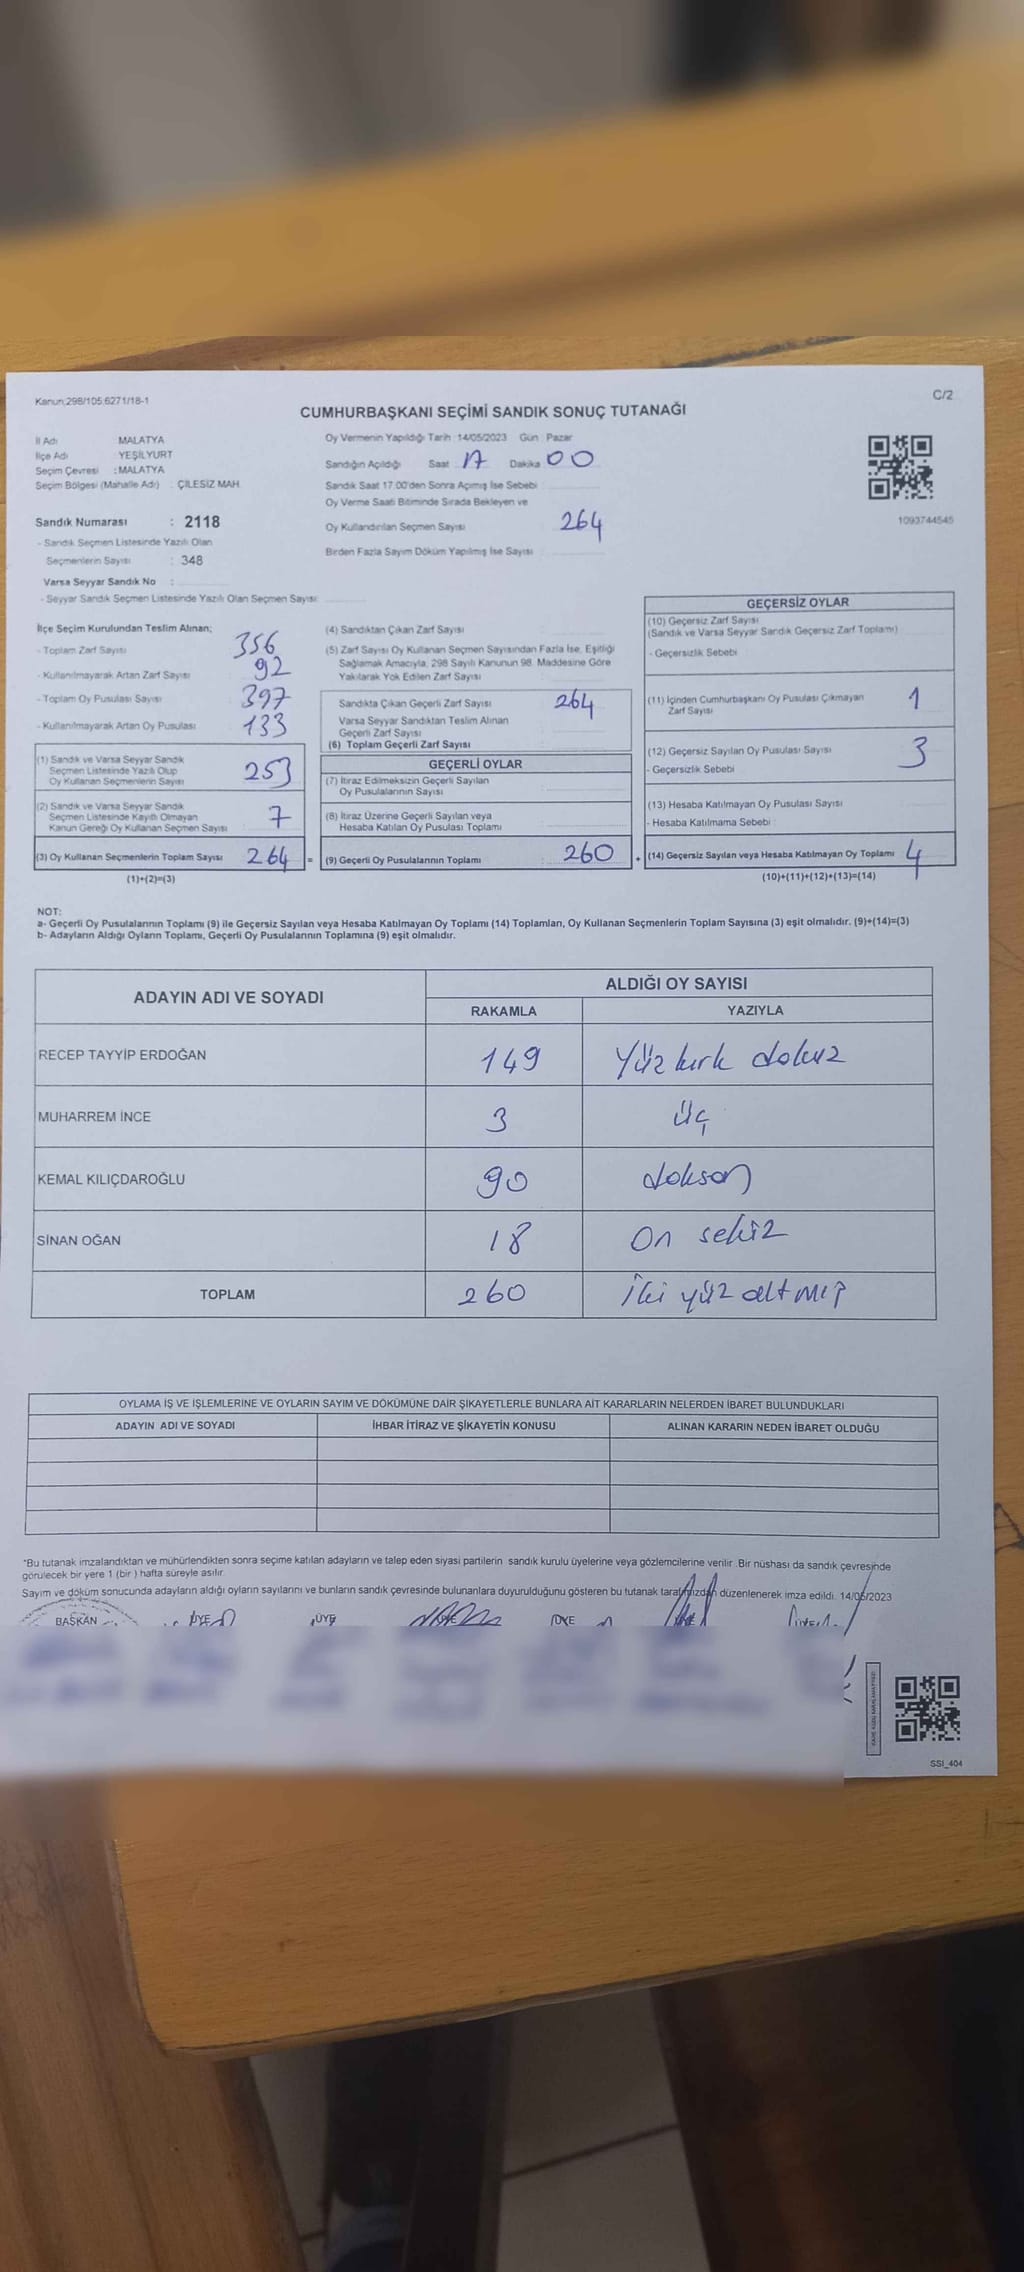 Kanun;298/105,6271/18-1
C/2
CUMHURBAŞKANI SEÇİMİ SANDIK SONUÇ TUTANAĞI
İl Adı MALATYA
İlçe Adı : YEŞİLYURT
Seçim Çevresi : MALATYA
Seçim Bölgesi (Mahalle Adı) : ÇİLESİZ MAH.
Sandık Numarası : 2118
- Sandık Seçmen Listesinde Yazılı Olan
Seçmenlerin Sayısı : 348
Varsa Seyyar Sandık No :
- Seyyar Sandık Seçmen Listesinde Yazılı Olan Seçmen Sayısı:
Oy Vermenin Yapıldığı Tarih :14/05/2023 Gün : Pazar
Sandığın Açıldığı Saat 17 Dakika 00
Sandık Saat 17.00'den Sonra Açılmış İse Sebebi
Oy Verme Saati Bitiminde Sırada Bekleyen ve
Oy Kullandırılan Seçmen Sayısı 264
Birden Fazla Sayım Döküm Yapılmış İse Sayısı
1093744545
İlçe Seçim Kurulundan Teslim Alınan;
- Toplam Zarf Sayısı 356
- Kullanılmayarak Artan Zarf Sayısı 92
- Toplam Oy Pusulası Sayısı 397
- Kullanılmayarak Artan Oy Pusulası 133
(1) Sandık ve Varsa Seyyar Sandık
Seçmen Listesinde Yazılı Olup
Oy Kullanan Seçmenlerin Sayısı 253
(2) Sandık ve Varsa Seyyar Sandık
Seçmen Listesinde Kayıtlı Olmayan
Kanun Gereği Oy Kullanan Seçmen Sayısı 7
(3) Oy Kullanan Seçmenlerin Toplam Sayısı 264 =
(1)+(2)=(3)
(4) Sandıktan Çıkan Zarf Sayısı
(5) Zarf Sayısı Oy Kullanan Seçmen Sayısından Fazla İse, Eşitliği
Sağlamak Amacıyla, 298 Sayılı Kanunun 98. Maddesine Göre
Yakılarak Yok Edilen Zarf Sayısı
Sandıkta Çıkan Geçerli Zarf Sayısı 264
Varsa Seyyar Sandıktan Teslim Alınan
Geçerli Zarf Sayısı
(6) Toplam Geçerli Zarf Sayısı
GEÇERLİ OYLAR
(7) İtiraz Edilmeksizin Geçerli Sayılan
Oy Pusulalarının Sayısı
(8) İtiraz Üzerine Geçerli Sayılan veya
Hesaba Katılan Oy Pusulası Toplamı
(9) Geçerli Oy Pusulalarının Toplamı : 260 +
GEÇERSİZ OYLAR
(10) Geçersiz Zarf Sayısı
(Sandık ve Varsa Seyyar Sandık Geçersiz Zarf Toplamı)
- Geçersizlik Sebebi
(11) İçinden Cumhurbaşkanı Oy Pusulası Çıkmayan
Zarf Sayısı 1
(12) Geçersiz Sayılan Oy Pusulası Sayısı 3
- Geçersizlik Sebebi
(13) Hesaba Katılmayan Oy Pusulası Sayısı
- Hesaba Katılmama Sebebi :
(14) Geçersiz Sayılan veya Hesaba Katılmayan Oy Toplamı 4
(10)+(11)+(12)+(13)=(14)
NOT:
a- Geçerli Oy Pusulalarının Toplamı (9) ile Geçersiz Sayılan veya Hesaba Katılmayan Oy Toplamı (14) Toplamları, Oy Kullanan Seçmenlerin Toplam Sayısına (3) eşit olmalıdır. (9)+(14)=(3)
b- Adayların Aldığı Oyların Toplamı, Geçerli Oy Pusulalarının Toplamına (9) eşit olmalıdır.
ADAYIN ADI VE SOYADI
ALDIĞI OY SAYISI
RAKAMLA YAZIYLA
RECEP TAYYİP ERDOĞAN 149 Yüz kırk dokuz
MUHARREM İNCE 3 Üç
KEMAL KILIÇDAROĞLU 90 doksan
SİNAN OĞAN 18 On sekiz
TOPLAM 260 İki yüz altmış
OYLAMA İŞ VE İŞLEMLERİNE VE OYLARIN SAYIM VE DÖKÜMÜNE DAİR ŞİKAYETLERLE BUNLARA AİT KARARLARIN NELERDEN İBARET BULUNDUKLARI
ADAYIN ADI VE SOYADI İHBAR İTİRAZ VE ŞİKAYETİN KONUSU ALINAN KARARIN NEDEN İBARET OLDUĞU
*Bu tutanak imzalandıktan ve mühürlendikten sonra seçime katılan adayların ve talep eden siyasi partilerin sandık kurulu üyelerine veya gözlemcilerine verilir .Bir nüshası da sandık çevresinde
görülecek bir yere 1 (bir ) hafta süreyle asılır.
Sayım ve döküm sonucunda adayların aldığı oyların sayılarını ve bunların sandık çevresinde bulunanlara duyurulduğunu gösteren bu tutanak tarafımızdan düzenlenerek imza edildi. 14/05/2023
BAŞKAN ÜYE ÜYE ÜYE ÜYE ÜYE
SSI_404